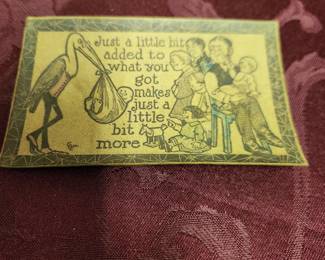 Just a little bit
added to
what you
got
makes
just a
little
bit
more